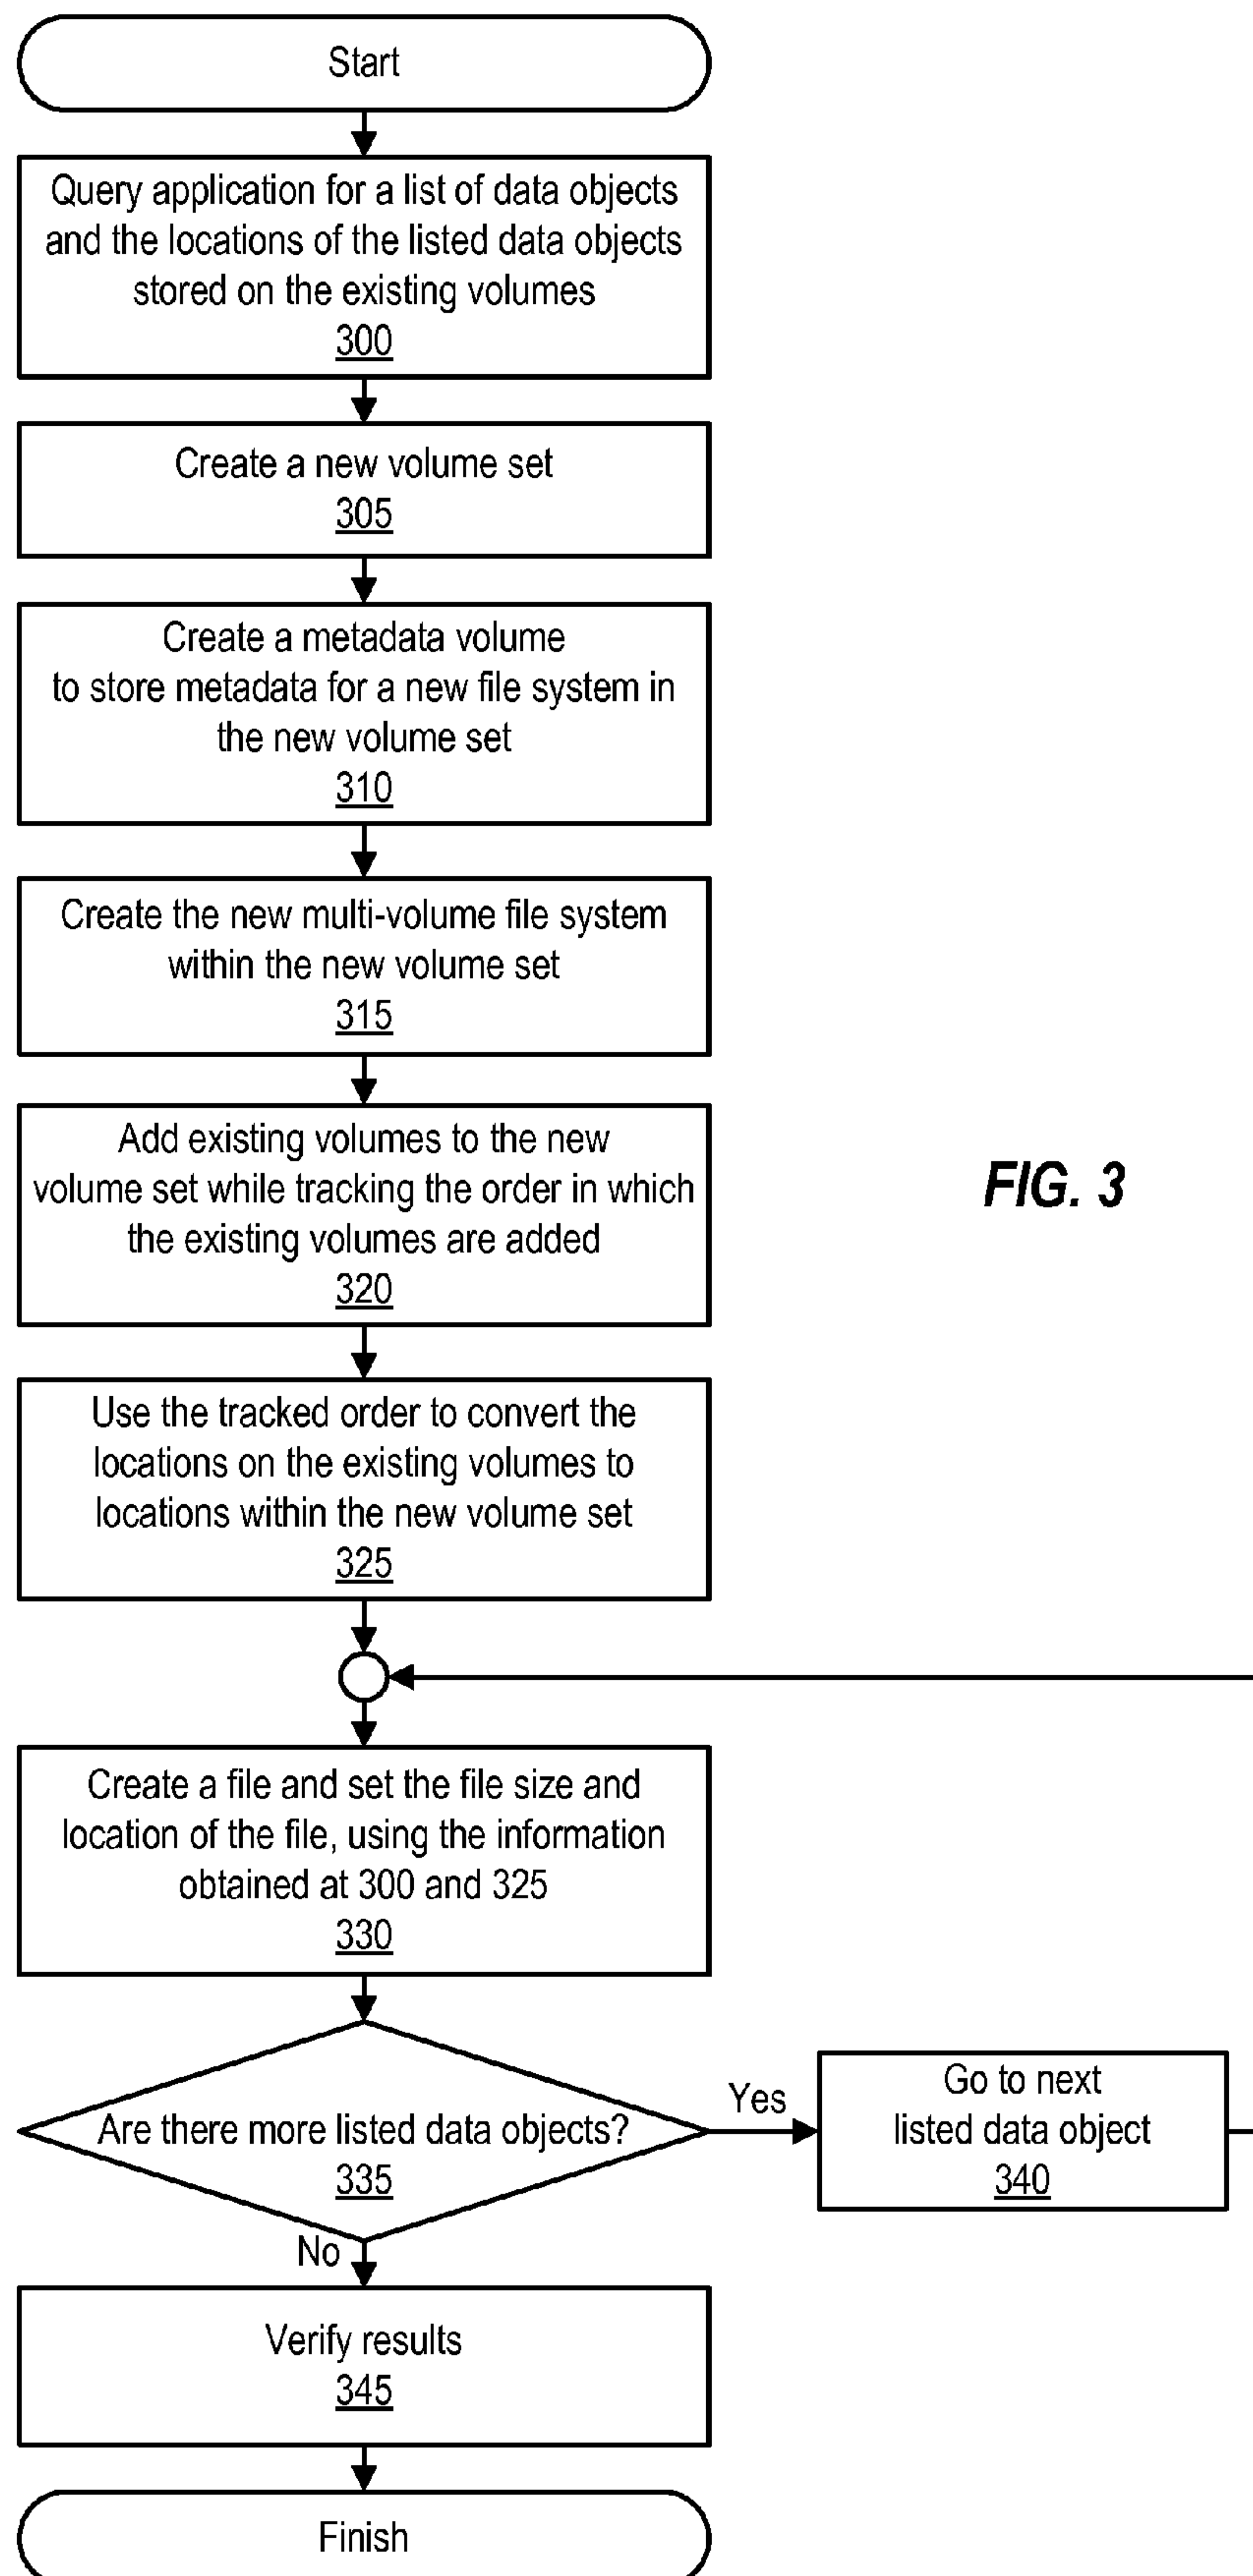 Start
Query application for a list of data objects
and the locations of the listed data objects
stored on the existing volumes
300
Create a new volume set
305
Create a metadata volume
to store metadata for a new file system in
the new volume set
310
Create the new multi-volume file system
within the new volume set
315
Add existing volumes to the new
volume set while tracking the order in which
the existing volumes are added
320
FIG. 3
Use the tracked order to convert the
locations on the existing volumes to
locations within the new volume set
325
Create a file and set the file size and
location of the file, using the information
obtained at 300 and 325
330
Are there more listed data objects?
335
Yes
Go to next
listed data object
340
No
Verify results
345
Finish